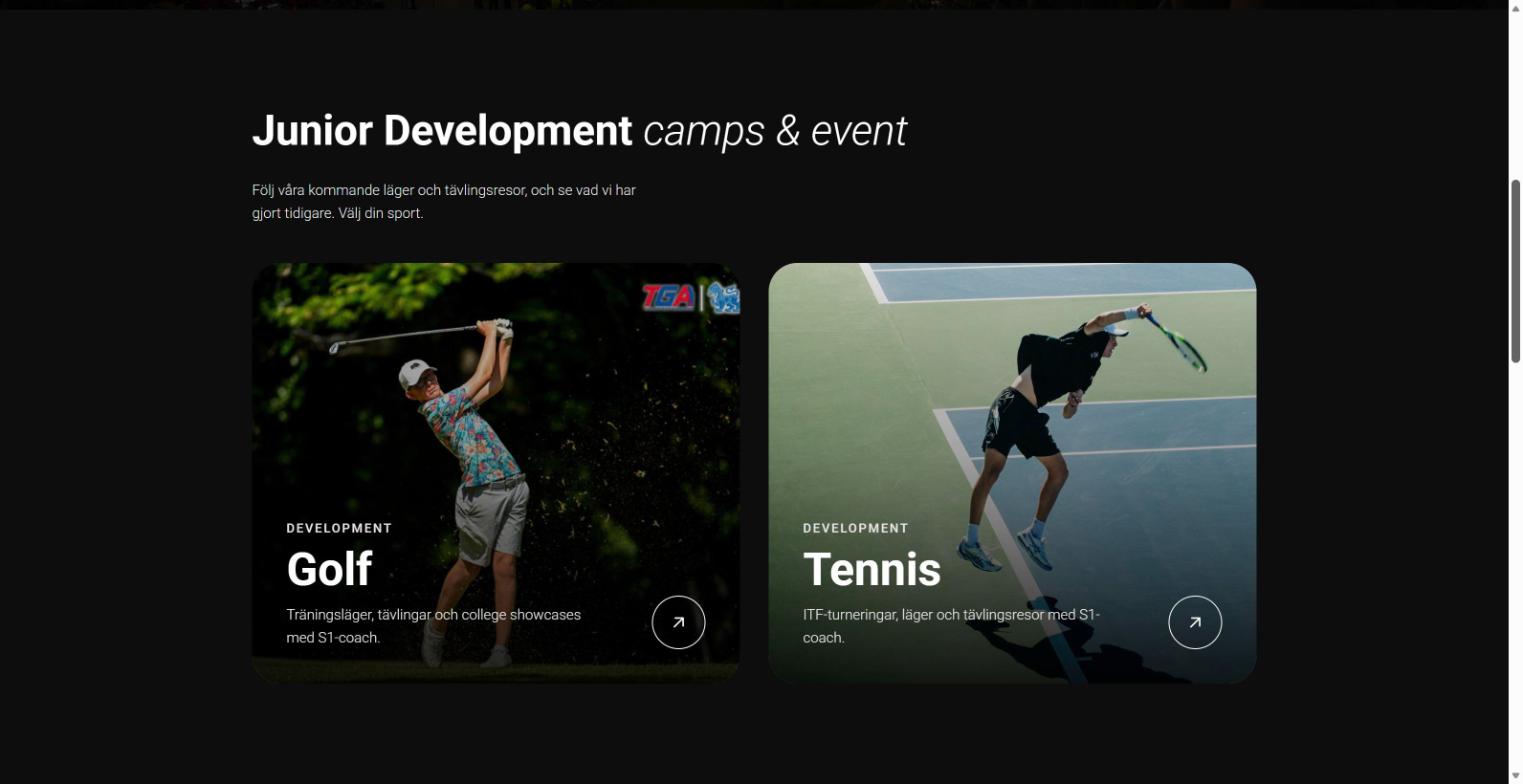 Junior Development camps & event
Följ våra kommande läger och tävlingsresor, och se vad vi har
gjort tidigare. Välj din sport.
TGA
DEVELOPMENT
Golf
Träningsläger, tävlingar och college showcases
med S1-coach.
DEVELOPMENT
Tennis
ITF-turneringar, läger och tävlingsresor med S1-
coach.